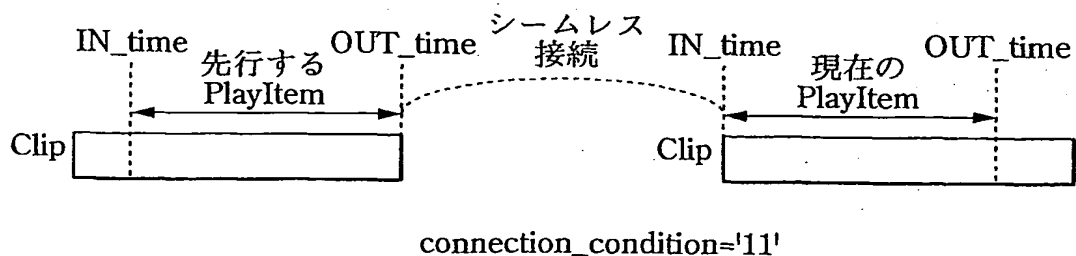 シームレス
接続
IN_time
OUT_time
IN_time
OUT_time
先行する
PlayItem
現在の
PlayItem
Clip
Clip
connection_condition='11'